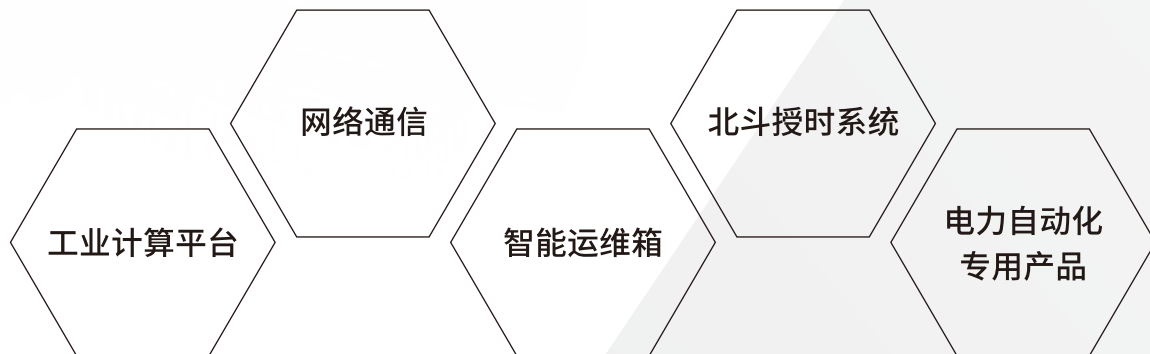 工业计算平台
网络通信
智能运维箱
北斗授时系统
电力自动化
专用产品